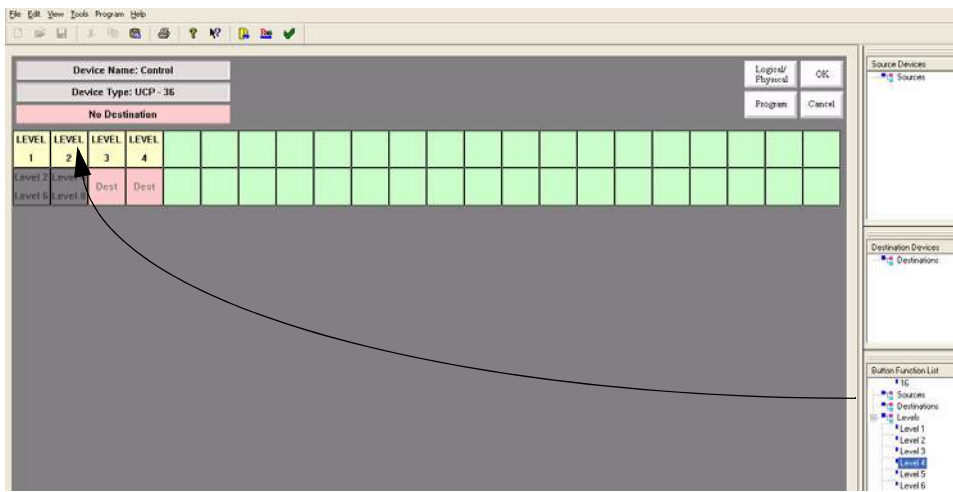 File Edit View Tools Program Help
Device Name: Control
Device Type: UCP - 36
No Destination
Logical/
Physical
OK
Program
Cancel
LEVEL LEVEL LEVEL LEVEL
1 2 3 4
Level 2 Level
Dest Dest
Level 6 Level 8
Source Devices
Sources
Destination Devices
Destinations
Button Function List
16
Sources
Destinations
Levels
Level 1
Level 2
Level 3
Level 4
Level 5
Level 6